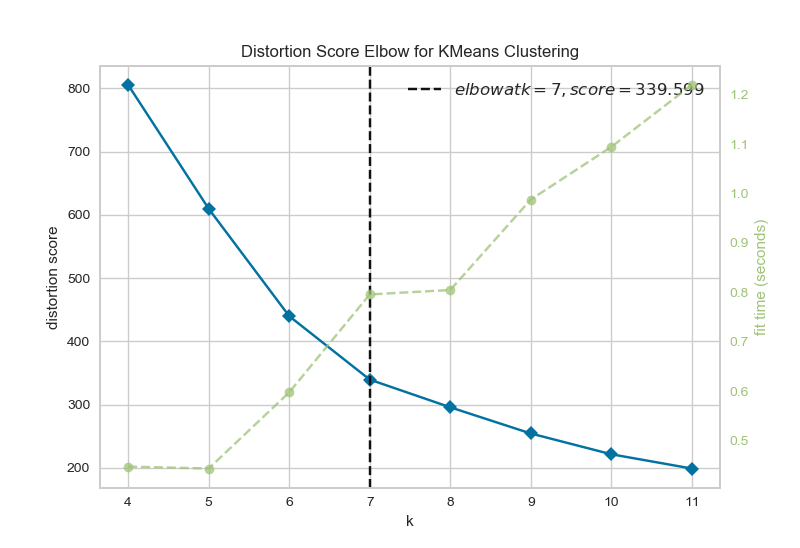 Distortion Score Elbow for KMeans Clustering
elbowatk = 7, score = 339.599
800
700
600
500
400
300
200
distortion score
1.2
1.1
1.0
0.9
0.8
0.7
0.6
0.5
fit time (seconds)
4 5 6 7 8 9 10 11
k